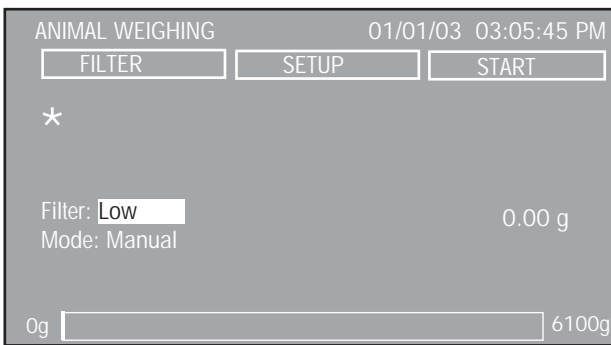 ANIMAL WEIGHING 01/01/03 03:05:45 PM
FILTER SETUP START
*
Filter: Low 0.00 g
Mode: Manual
0g 6100g